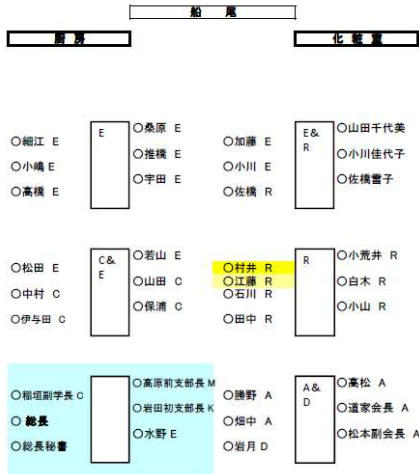 船 尾
厨 房
化 粧 室
E
○桑原 E
○細江 E
○推橋 E
○小嶋 E
○宇田 E
○高橋 E
E&
R
○加藤 E
○山田千代美
○小川 E
○小川佳代子
○佐橋 R
○佐橋雪子
C&
E
○若山 E
○松田 E
○山田 C
○中村 C
○保浦 C
○伊与田 C
R
○村井 R
○小荒井 R
○江藤 R
○白木 R
○石川 R
○小山 R
○田中 R
○高原前支部長 M
○稲垣副学長 C
○岩田初支部長 K
○ 総長
○水野 E
○総長秘書
A&
D
○勝野 A
○高松 A
○畑中 A
○道家会長 A
○岩月 D
○松本副会長 A